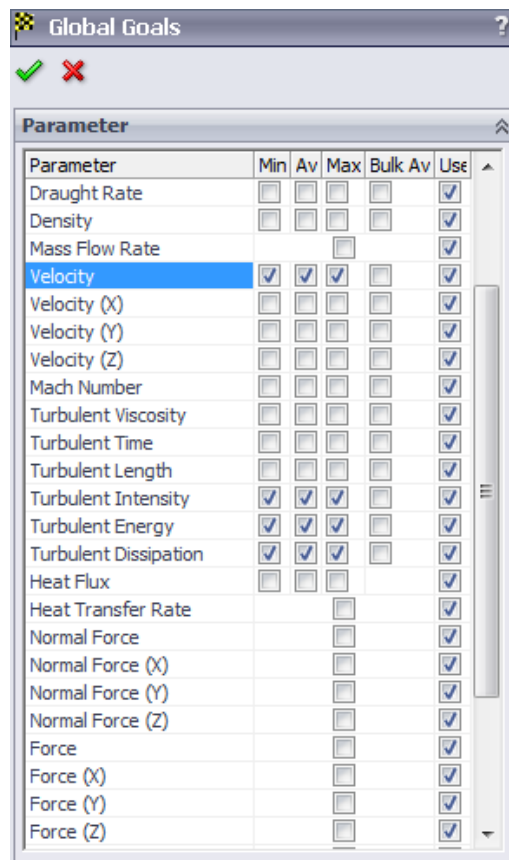 Global Goals ?
Parameter
Parameter Min Av Max Bulk Av Use
Draught Rate
Density
Mass Flow Rate
Velocity
Velocity (X)
Velocity (Y)
Velocity (Z)
Mach Number
Turbulent Viscosity
Turbulent Time
Turbulent Length
Turbulent Intensity
Turbulent Energy
Turbulent Dissipation
Heat Flux
Heat Transfer Rate
Normal Force
Normal Force (X)
Normal Force (Y)
Normal Force (Z)
Force
Force (X)
Force (Y)
Force (Z)